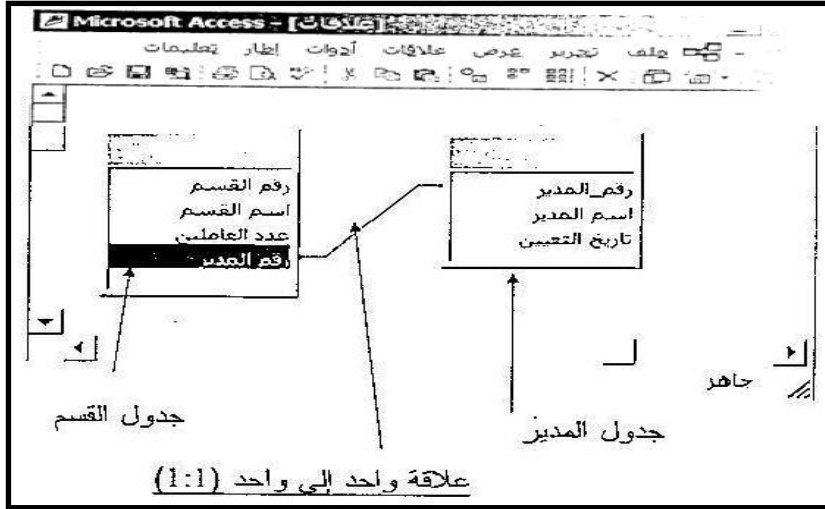 Microsoft Access - [علاقات]
ملف تحرير عرض علاقات أدوات إطار تعليمات
رقم_المدير
اسم المدير
تاريخ التعيين
رقم القسم
اسم القسم
عدد العاملين
رقم المدير
جاهز
جدول المدير
جدول القسم
علاقة واحد إلى واحد (1:1)